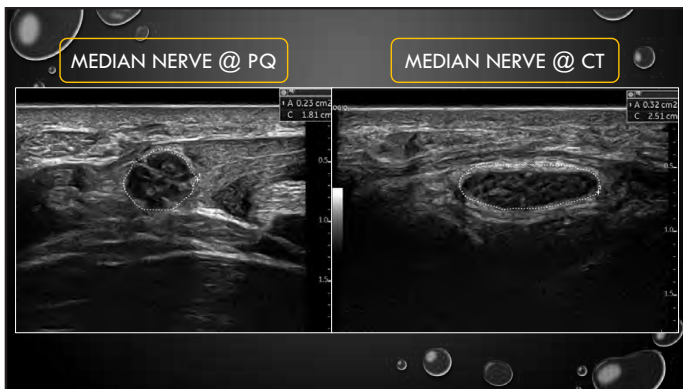 MEDIAN NERVE @ PQ
MEDIAN NERVE @ CT
A 0.23 cm2
C 1.81 cm
0.5
1.0
1.5
A 0.32 cm2
C 2.51 cm
0.5
1.0
1.5